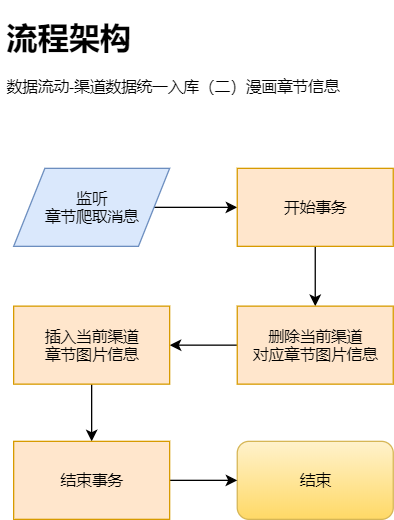 流程架构
数据流动-渠道数据统一入库（二）漫画章节信息
监听
章节爬取消息
开始事务
删除当前渠道
对应章节图片信息
插入当前渠道
章节图片信息
结束事务
结束